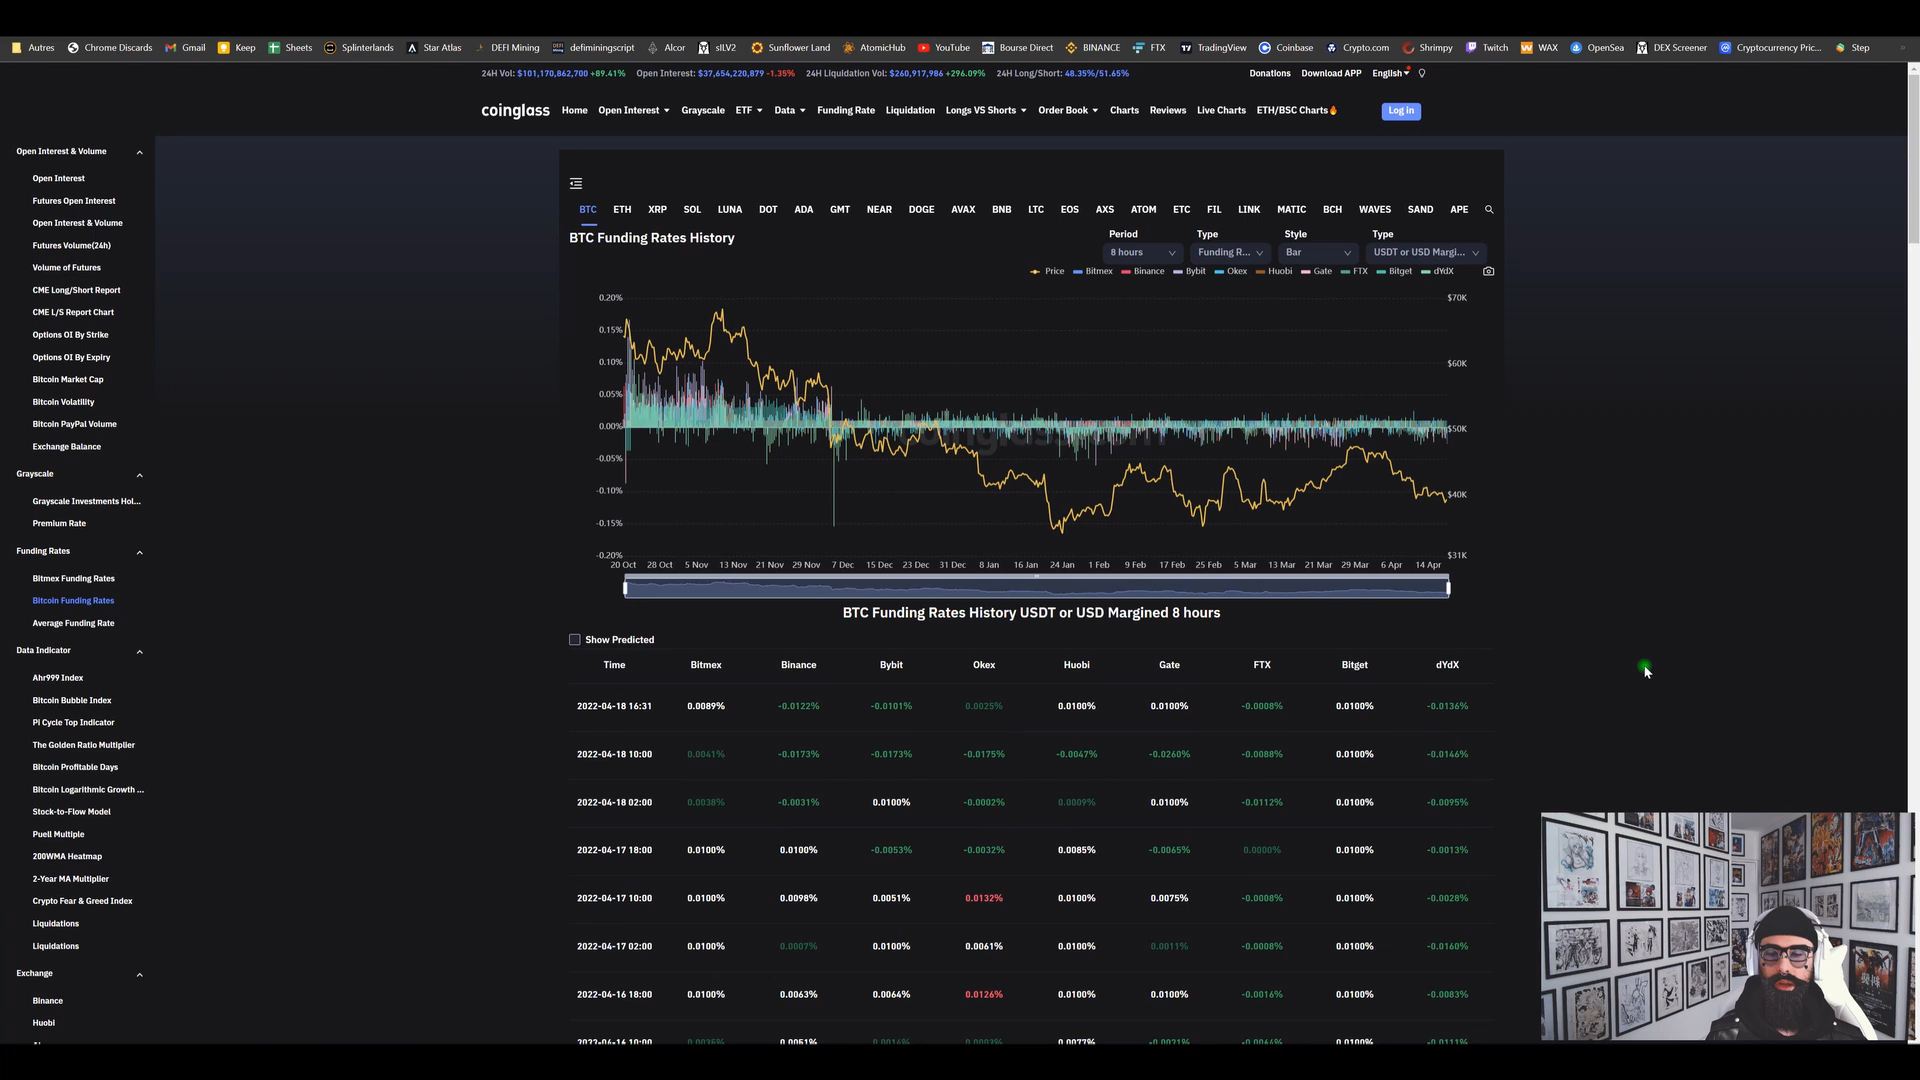 Autres Chrome Discards Gmail Keep Sheets Splinterlands Star Atlas DEFI Mining defiminingscript Alcor sILV2 Sunflower Land AtomicHub YouTube Bourse Direct BINANCE FTX TradingView Coinbase Crypto.com Shrimpy Twitch WAX OpenSea DEX Screener Cryptocurrency Pric... Step »
24H Vol: $101,170,862,700 +89.41% Open Interest: $37,654,220,879 -1.35% 24H Liquidation Vol: $260,917,986 +296.09% 24H Long/Short: 48.35%/51.65% Donations Download APP English
coinglass Home Open Interest Grayscale ETF Data Funding Rate Liquidation Longs VS Shorts Order Book Charts Reviews Live Charts ETH/BSC Charts🔥 Log in
Open Interest & Volume
Open Interest
Futures Open Interest
Open Interest & Volume
Futures Volume(24h)
Volume of Futures
CME Long/Short Report
CME L/S Report Chart
Options OI By Strike
Options OI By Expiry
Bitcoin Market Cap
Bitcoin Volatility
Bitcoin PayPal Volume
Exchange Balance
Grayscale
Grayscale Investments Hol...
Premium Rate
Funding Rates
Bitmex Funding Rates
Bitcoin Funding Rates
Average Funding Rate
Data Indicator
Ahr999 Index
Bitcoin Bubble Index
PI Cycle Top Indicator
The Golden Ratio Multiplier
Bitcoin Profitable Days
Bitcoin Logarithmic Growth ...
Stock-to-Flow Model
Puell Multiple
200WMA Heatmap
2-Year MA Multiplier
Crypto Fear & Greed Index
Liquidations
Liquidations
Exchange
Binance
Huobi
BTC ETH XRP SOL LUNA DOT ADA GMT NEAR DOGE AVAX BNB LTC EOS AXS ATOM ETC FIL LINK MATIC BCH WAVES SAND APE
BTC Funding Rates History
Period Type Style Type
8 hours Funding R... Bar USDT or USD Margi...
Price Bitmex Binance Bybit Okex Huobi Gate FTX Bitget dYdX
0.20% $70K
0.15%
0.10% $60K
0.05%
0.00% $50K
-0.05%
-0.10% $40K
-0.15%
-0.20% $31K
20 Oct 28 Oct 5 Nov 13 Nov 21 Nov 29 Nov 7 Dec 15 Dec 23 Dec 31 Dec 8 Jan 16 Jan 24 Jan 1 Feb 9 Feb 17 Feb 25 Feb 5 Mar 13 Mar 21 Mar 29 Mar 6 Apr 14 Apr
BTC Funding Rates History USDT or USD Margined 8 hours
Show Predicted
Time Bitmex Binance Bybit Okex Huobi Gate FTX Bitget dYdX
2022-04-18 16:31 0.0089% -0.0122% -0.0101% 0.0025% 0.0100% 0.0100% -0.0008% 0.0100% -0.0136%
2022-04-18 10:00 0.0041% -0.0173% -0.0173% -0.0175% -0.0047% -0.0260% -0.0088% 0.0100% -0.0146%
2022-04-18 02:00 0.0038% -0.0031% 0.0100% -0.0002% 0.0009% 0.0100% -0.0112% 0.0100% -0.0095%
2022-04-17 18:00 0.0100% 0.0100% -0.0053% -0.0032% 0.0085% -0.0065% 0.0000% 0.0100% -0.0013%
2022-04-17 10:00 0.0100% 0.0098% 0.0051% 0.0132% 0.0100% 0.0075% -0.0008% 0.0100% -0.0028%
2022-04-17 02:00 0.0100% 0.0007% 0.0100% 0.0061% 0.0100% 0.0011% -0.0008% 0.0100% -0.0160%
2022-04-16 18:00 0.0100% 0.0063% 0.0064% 0.0126% 0.0100% 0.0100% -0.0016% 0.0100% -0.0083%
2022-04-16 10:00 0.0035% 0.0051% 0.0014% 0.0003% 0.0077% -0.0021% -0.0064% 0.0100% -0.0111%